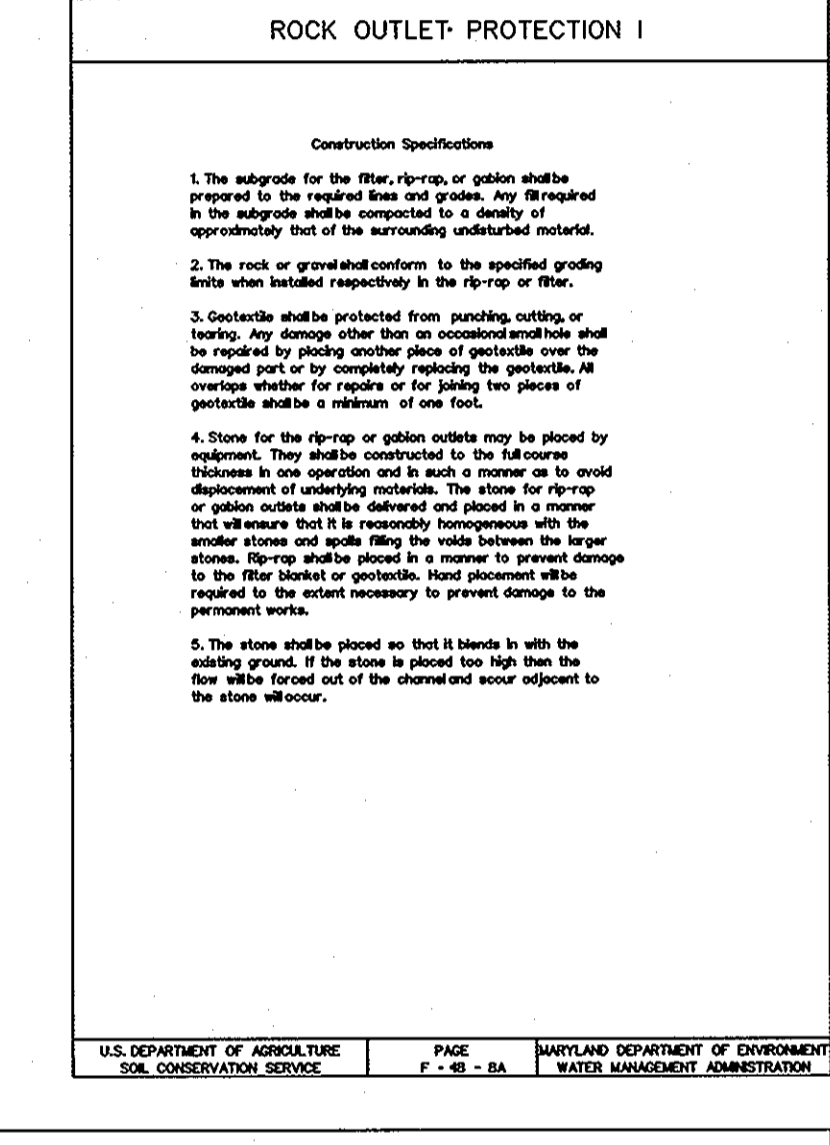 ROCK OUTLET PROTECTION I
Construction Specifications
1. The subgrade for the filter, rip-rap, or gabion shall be
prepared to the required lines and grades. Any fill required
in the subgrade shall be compacted to a density of
approximately that of the surrounding undisturbed material.
2. The rock or gravel shall conform to the specified grading
limits when installed respectively in the rip-rap or filter.
3. Geotextile shall be protected from punching, cutting, or
tearing. Any damage other than an occasional small hole shall
be repaired by placing another piece of geotextile over the
damaged part or by completely replacing the geotextile. All
overlaps whether for repairs or for joining two pieces of
geotextile shall be a minimum of one foot.
4. Stone for the rip-rap or gabion outlets may be placed by
equipment. They shall be constructed to the full course
thickness in one operation and in such a manner as to avoid
displacement of underlying materials. The stone for rip-rap
or gabion outlets shall be delivered and placed in a manner
that will ensure that it is reasonably homogeneous with the
smaller stones and spalls filling the voids between the larger
stones. Rip-rap shall be placed in a manner to prevent damage
to the filter blanket or geotextile. Hand placement will be
required to the extent necessary to prevent damage to the
permanent works.
5. The stone shall be placed so that it blends in with the
existing ground. If the stone is placed too high then the
flow will be forced out of the channel and scour adjacent to
the stone will occur.
U.S. DEPARTMENT OF AGRICULTURE
SOIL CONSERVATION SERVICE
PAGE
F - 48 - 8A
MARYLAND DEPARTMENT OF ENVIRONMENT
WATER MANAGEMENT ADMINISTRATION